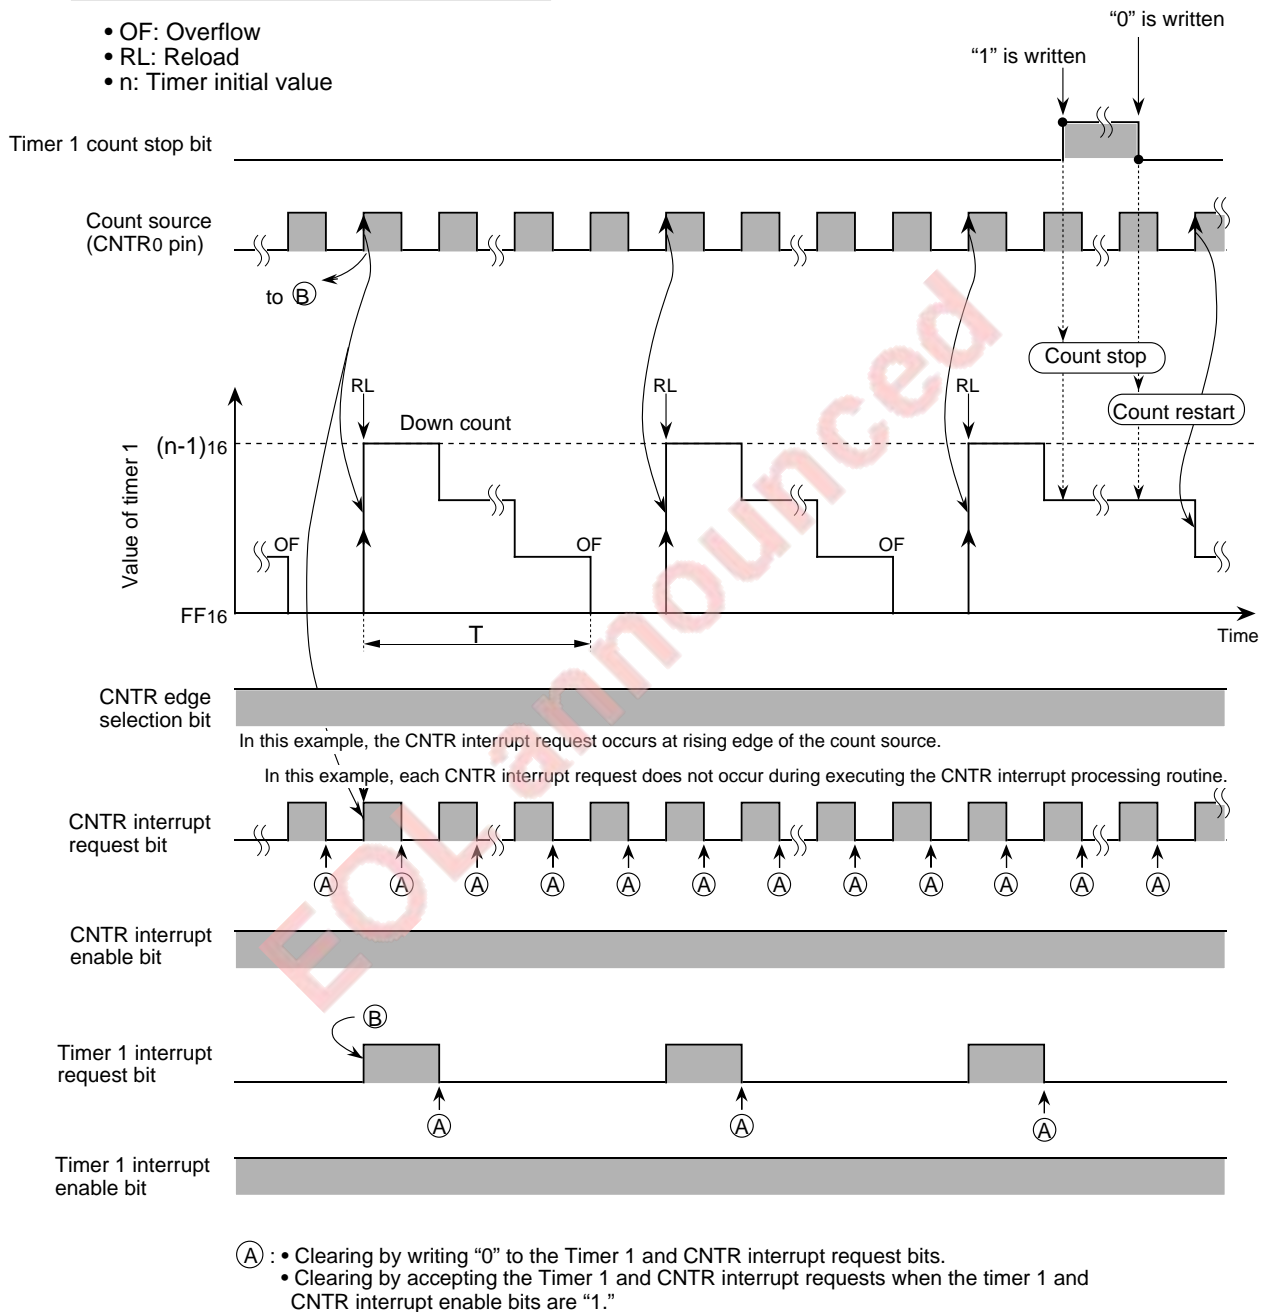 • OF: Overflow
• RL: Reload
• n: Timer initial value
“0” is written
“1” is written
Timer 1 count stop bit
Count source
(CNTR0 pin)
to Ⓑ
Count stop
Count restart
RL
RL
RL
Down count
(n-1)16
Value of timer 1
OF
OF
OF
FF16
T
Time
CNTR edge
selection bit
In this example, the CNTR interrupt request occurs at rising edge of the count source.
In this example, each CNTR interrupt request does not occur during executing the CNTR interrupt processing routine.
CNTR interrupt
request bit
Ⓐ Ⓐ Ⓐ Ⓐ Ⓐ Ⓐ Ⓐ Ⓐ Ⓐ Ⓐ Ⓐ Ⓐ
CNTR interrupt
enable bit
Ⓑ
Timer 1 interrupt
request bit
Ⓐ Ⓐ Ⓐ
Timer 1 interrupt
enable bit
Ⓐ : • Clearing by writing “0” to the Timer 1 and CNTR interrupt request bits.
• Clearing by accepting the Timer 1 and CNTR interrupt requests when the timer 1 and
CNTR interrupt enable bits are “1.”
EOL announced